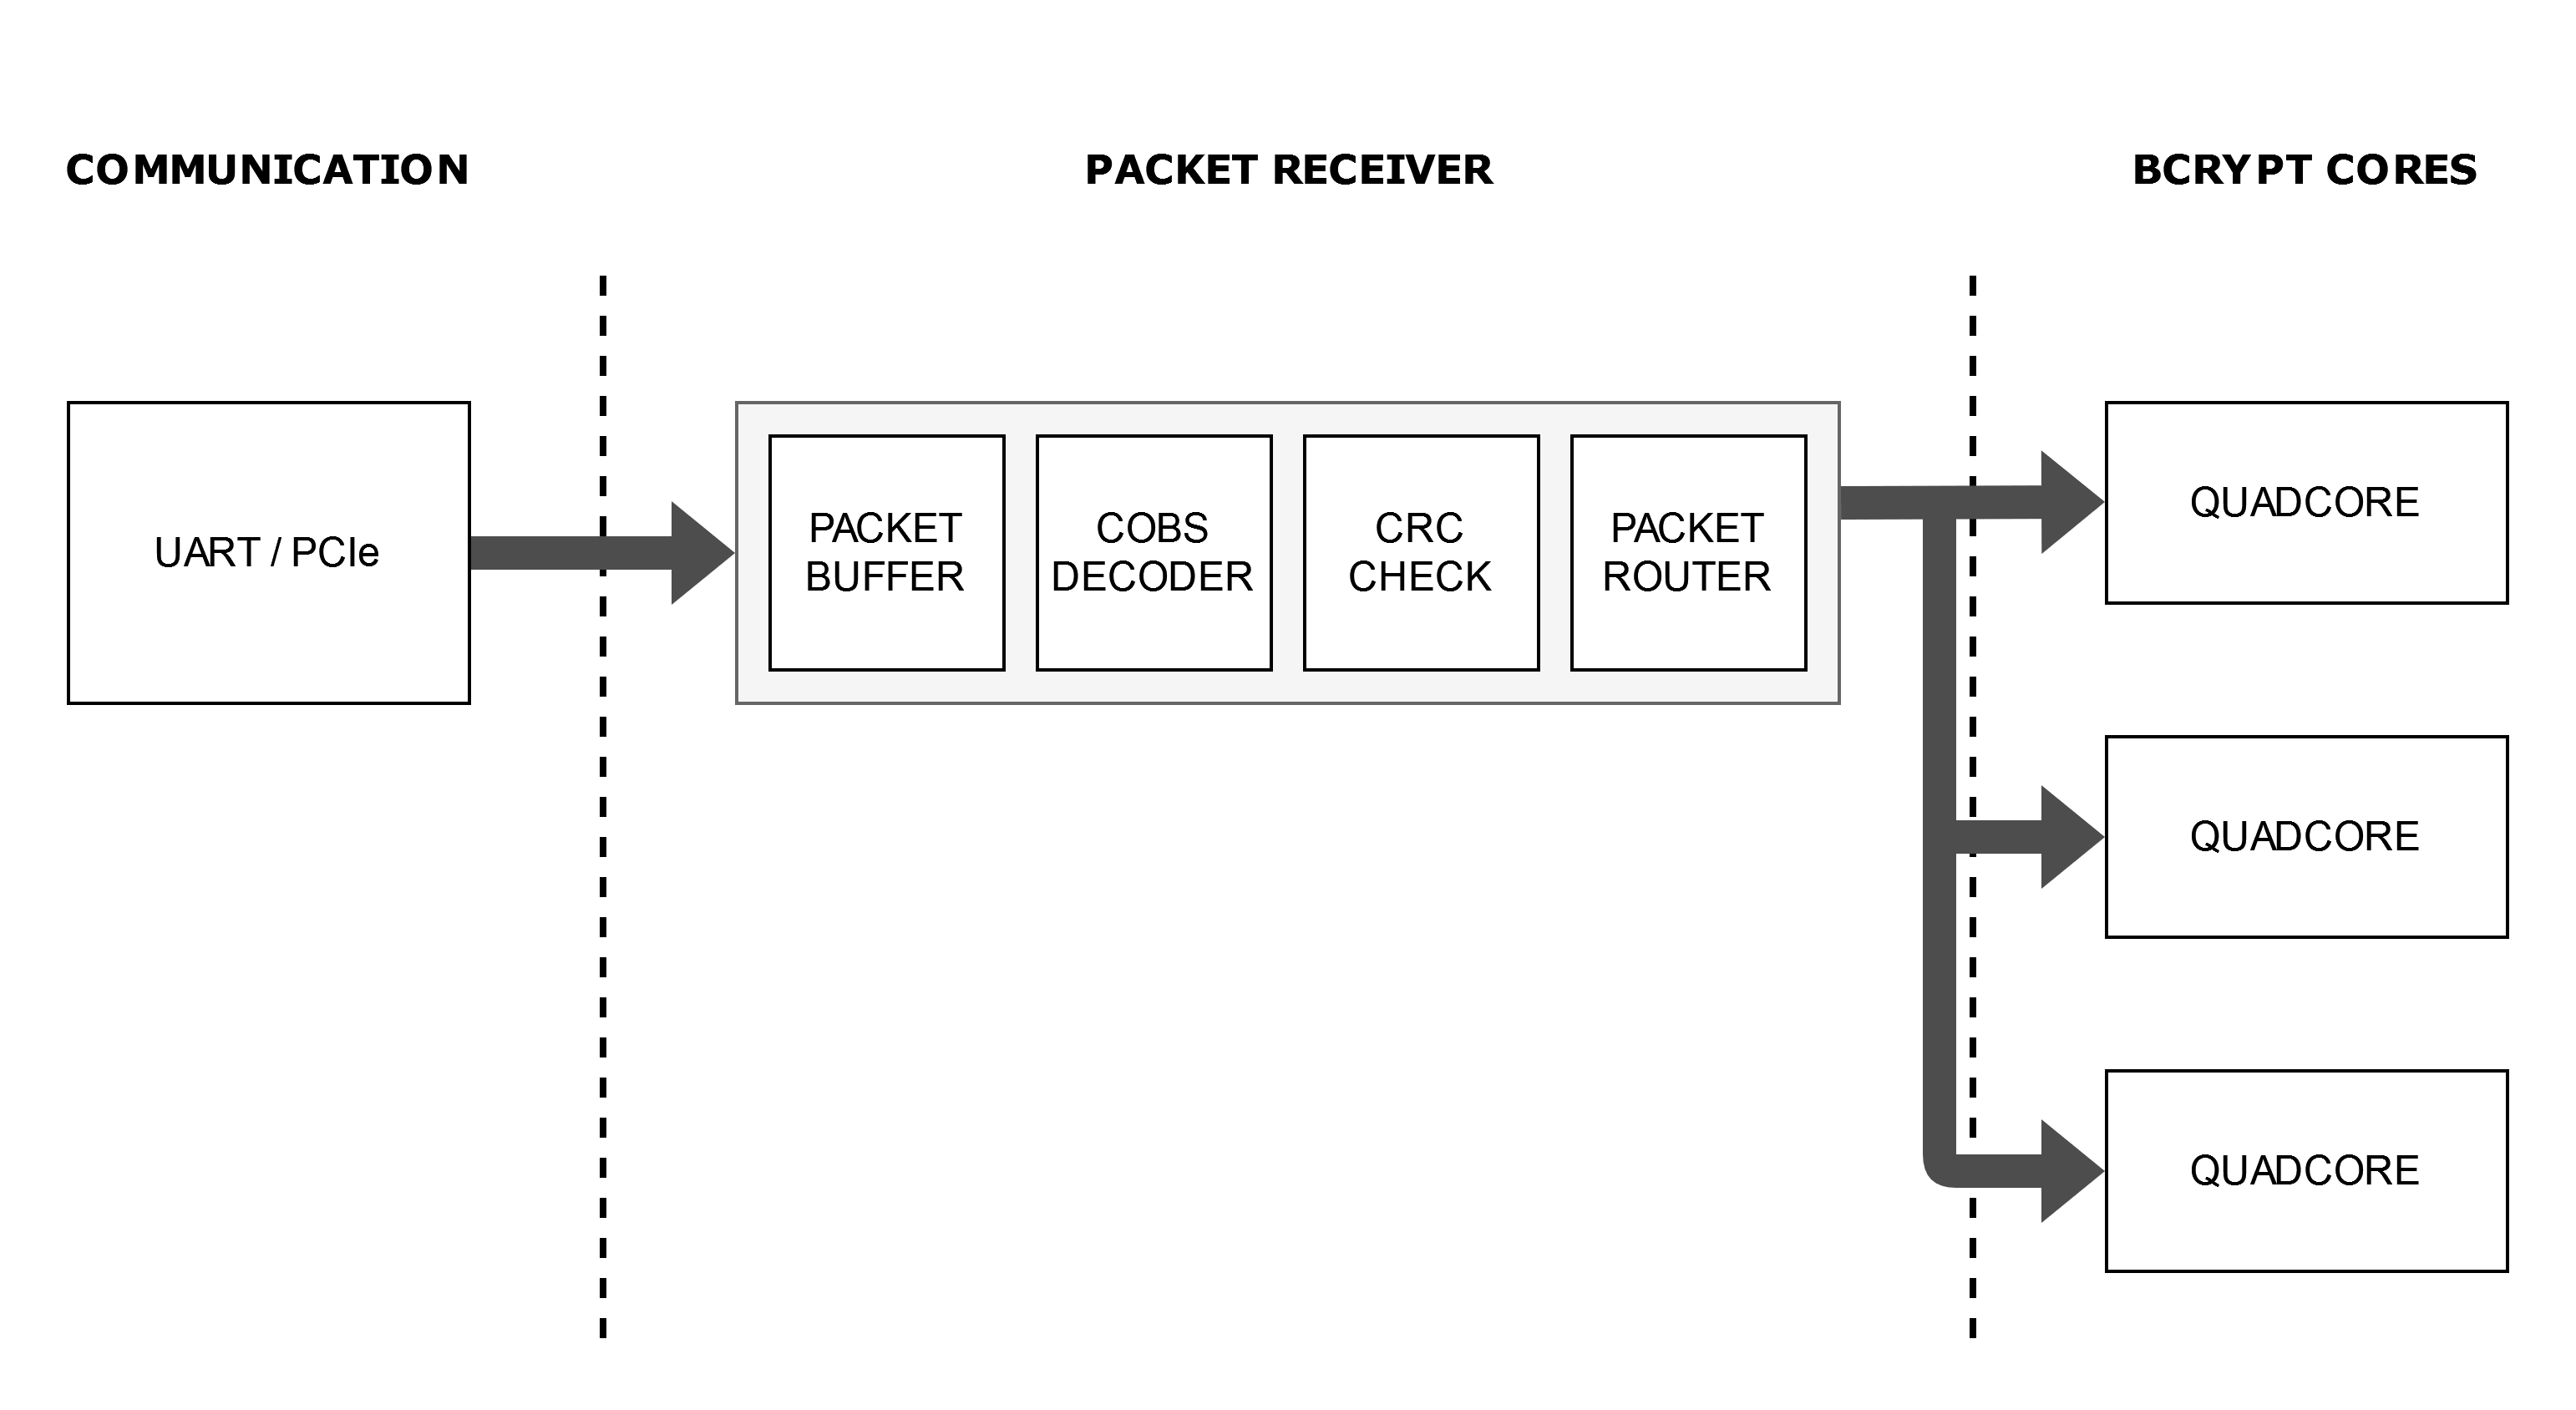 COMMUNICATION
PACKET RECEIVER
BCRYPT CORES
UART / PCIe
PACKET
BUFFER
COBS
DECODER
CRC
CHECK
PACKET
ROUTER
QUADCORE
QUADCORE
QUADCORE